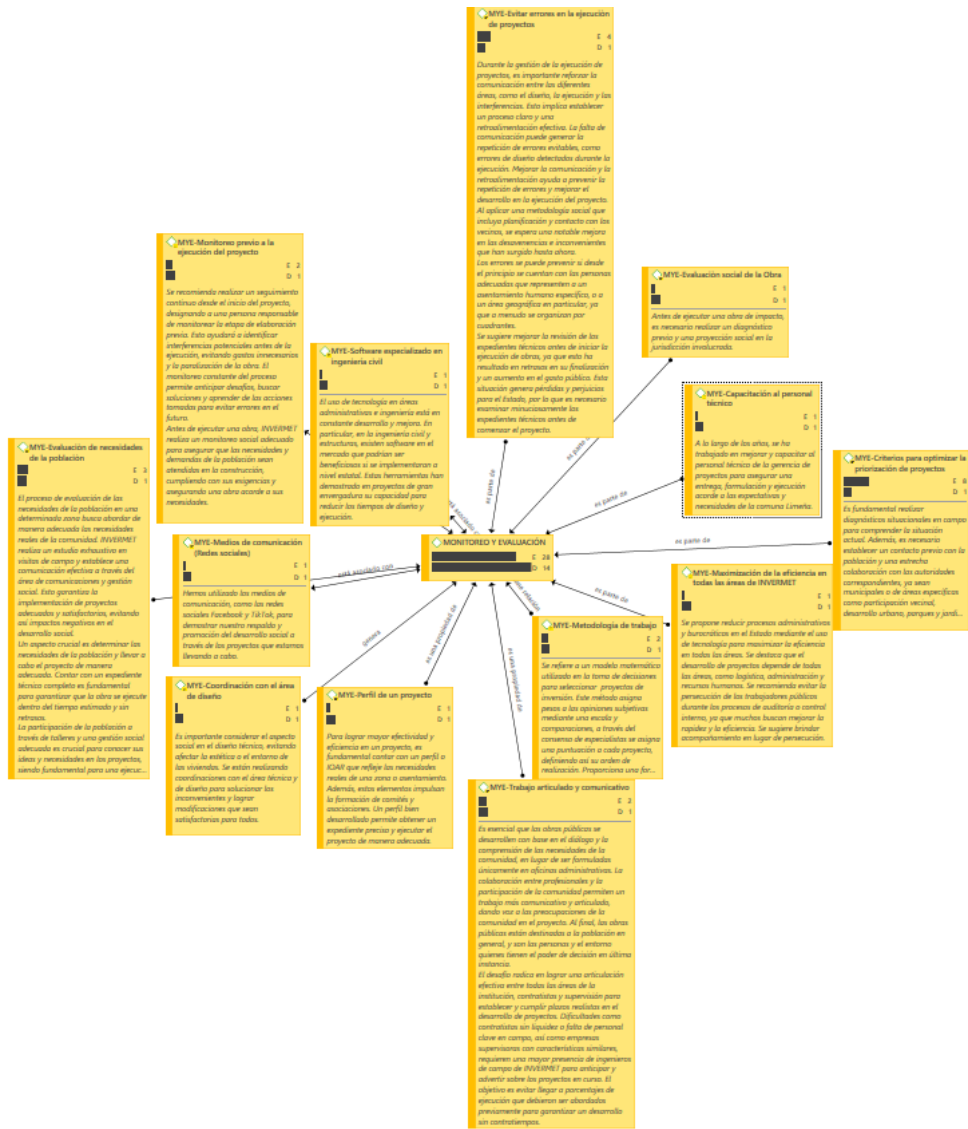 MYE-Evitar errores en la ejecución
de proyectos
E 4
D 1
Durante la gestión de la ejecución de
proyectos, es importante reforzar la
comunicación entre las diferentes
áreas, como el diseño, la ejecución y las
interferencias. Esto implica establecer
un proceso claro y una
retroalimentación efectiva. La falta de
comunicación puede generar la
repetición de errores evitables, como
errores de diseño detectados durante la
ejecución. Mejorar la comunicación y la
retroalimentación ayuda a prevenir la
repetición de errores y mejorar el
desarrollo en la ejecución del proyecto.
Al aplicar una metodología social que
incluya planificación y contacto con los
vecinos, se espera una notable mejora
en las desavenencias e inconvenientes
que han surgido hasta ahora.
Los errores se puede prevenir si desde
el principio se cuentan con las personas
adecuadas que representen a un
asentamiento humano específico, o a
un área geográfica en particular, ya
que a menudo se organizan por
cuadrantes.
Se sugiere mejorar la revisión de los
expedientes técnicos antes de iniciar la
ejecución de obras, ya que esto ha
resultado en retrasos en su finalización
y un aumento en el gasto público. Esta
situación genera pérdidas y perjuicios
para el Estado, por lo que es necesario
examinar minuciosamente los
expedientes técnicos antes de
comenzar el proyecto.
MYE-Monitoreo previo a la
ejecución del proyecto
E 2
D 1
Se recomienda realizar un seguimiento
continuo desde el inicio del proyecto,
designando a una persona responsable
de monitorear la etapa de elaboración
previa. Esto ayudará a identificar
interferencias potenciales antes de la
ejecución, evitando gastos innecesarios
y la paralización de la obra. El
monitoreo constante del proceso
permite anticipar desafíos, buscar
soluciones y aprender de las acciones
tomadas para evitar errores en el
futuro.
Antes de ejecutar una obra, INVERMET
realiza un monitoreo social adecuado
para asegurar que las necesidades y
demandas de la población sean
atendidas en la construcción,
cumpliendo con sus exigencias y
asegurando una obra acorde a sus
necesidades.
MYE-Evaluación social de la Obra
E 1
D 1
Antes de ejecutar una obra de impacto,
es necesario realizar un diagnóstico
previo y una proyección social en la
jurisdicción involucrada.
MYE-Software especializado en
ingeniería civil
E 1
D 1
El uso de tecnología en áreas
administrativas e ingeniería está en
constante desarrollo y mejora. En
particular, en la ingeniería civil y
estructuras, existen software en el
mercado que podrían ser
beneficiosos si se implementaran a
nivel estatal. Estas herramientas han
demostrado en proyectos de gran
envergadura su capacidad para
reducir los tiempos de diseño y
ejecución.
MYE-Capacitación al personal
técnico
E 1
D 1
A lo largo de los años, se ha
trabajado en mejorar y capacitar al
personal técnico de la gerencia de
proyectos para asegurar una
entrega, formulación y ejecución
acorde a las expectativas y
necesidades de la comuna Limeña.
MYE-Evaluación de necesidades
de la población
E 3
D 1
El proceso de evaluación de las
necesidades de la población en una
determinada zona busca abordar de
manera adecuada las necesidades
reales de la comunidad. INVERMET
realiza un estudio exhaustivo en
visitas de campo y establece una
comunicación efectiva a través del
área de comunicaciones y gestión
social. Esto garantiza la
implementación de proyectos
adecuados y satisfactorios, evitando
así impactos negativos en el
desarrollo social.
Un aspecto crucial es determinar las
necesidades de la población y llevar a
cabo el proyecto de manera
adecuada. Contar con un expediente
técnico completo es fundamental
para garantizar que la obra se ejecute
dentro del tiempo estimado y sin
retrasos.
La participación de la población a
través de talleres y una gestión social
adecuada es crucial para conocer sus
ideas y necesidades en los proyectos,
siendo fundamental para una ejecuc...
MYE-Criterios para optimizar la
priorización de proyectos
E 8
D 1
Es fundamental realizar
diagnósticos situacionales en campo
para comprender la situación
actual. Además, es necesario
establecer un contacto previo con la
población y una estrecha
colaboración con las autoridades
correspondientes, ya sean
municipales o de áreas específicas
como participación vecinal,
desarrollo urbano, parques y jardi...
MONITOREO Y EVALUACIÓN
E 28
D 14
es parte de
es parte de
es parte de
es parte de
es parte de
está asociado con
genera
es una propiedad de
es una propiedad de
MYE-Medios de comunicación
(Redes sociales)
E 1
D 1
Hemos utilizado los medios de
comunicación, como las redes
sociales Facebook y TikTok, para
demostrar nuestro respaldo y
promoción del desarrollo social a
través de los proyectos que estamos
llevando a cabo.
MYE-Maximización de la eficiencia en
todas las áreas de INVERMET
E 1
D 1
Se propone reducir procesos administrativos
y burocráticos en el Estado mediante el uso
de tecnología para maximizar la eficiencia
en todas las áreas. Se destaca que el
desarrollo de proyectos depende de todas
las áreas, como logística, administración y
recursos humanos. Se recomienda evitar la
persecución de los trabajadores públicos
durante los procesos de auditoría o control
interno, ya que muchos buscan mejorar la
rapidez y la eficiencia. Se sugiere brindar
acompañamiento en lugar de persecución.
MYE-Metodología de trabajo
E 2
D 1
Se refiere a un modelo matemático
utilizado en la toma de decisiones
para seleccionar proyectos de
inversión. Este método asigna
pesos a las opiniones subjetivas
mediante una escala y
comparaciones, a través del
consenso de especialistas se asigna
una puntuación a cada proyecto,
definiendo así su orden de
realización. Proporciona una for...
MYE-Coordinación con el área
de diseño
E 1
D 1
Es importante considerar el aspecto
social en el diseño técnico, evitando
afectar la estética o el entorno de
las viviendas. Se están realizando
coordinaciones con el área técnica y
de diseño para solucionar los
inconvenientes y lograr
modificaciones que sean
satisfactorias para todos.
MYE-Perfil de un proyecto
E 1
D 1
Para lograr mayor efectividad y
eficiencia en un proyecto, es
fundamental contar con un perfil o
IOAR que refleje las necesidades
reales de una zona o asentamiento.
Además, estos elementos impulsan
la formación de comités y
asociaciones. Un perfil bien
desarrollado permite obtener un
expediente preciso y ejecutar el
proyecto de manera adecuada.
MYE-Trabajo articulado y comunicativo
E 2
D 1
Es esencial que las obras públicas se
desarrollen con base en el diálogo y la
comprensión de las necesidades de la
comunidad, en lugar de ser formuladas
únicamente en oficinas administrativas. La
colaboración entre profesionales y la
participación de la comunidad permiten un
trabajo más comunicativo y articulado,
dando voz a las preocupaciones de la
comunidad en el proyecto. Al final, las obras
públicas están destinadas a la población en
general, y son las personas y el entorno
quienes tienen el poder de decisión en última
instancia.
El desafío radica en lograr una articulación
efectiva entre todas las áreas de la
institución, contratistas y supervisión para
establecer y cumplir plazos realistas en el
desarrollo de proyectos. Dificultades como
contratistas sin liquidez o falta de personal
clave en campo, así como empresas
supervisoras con características similares,
requieren una mayor presencia de ingenieros
de campo de INVERMET para anticipar y
advertir sobre los proyectos en curso. El
objetivo es evitar llegar a porcentajes de
ejecución que debieron ser abordados
previamente para garantizar un desarrollo
sin contratiempos.